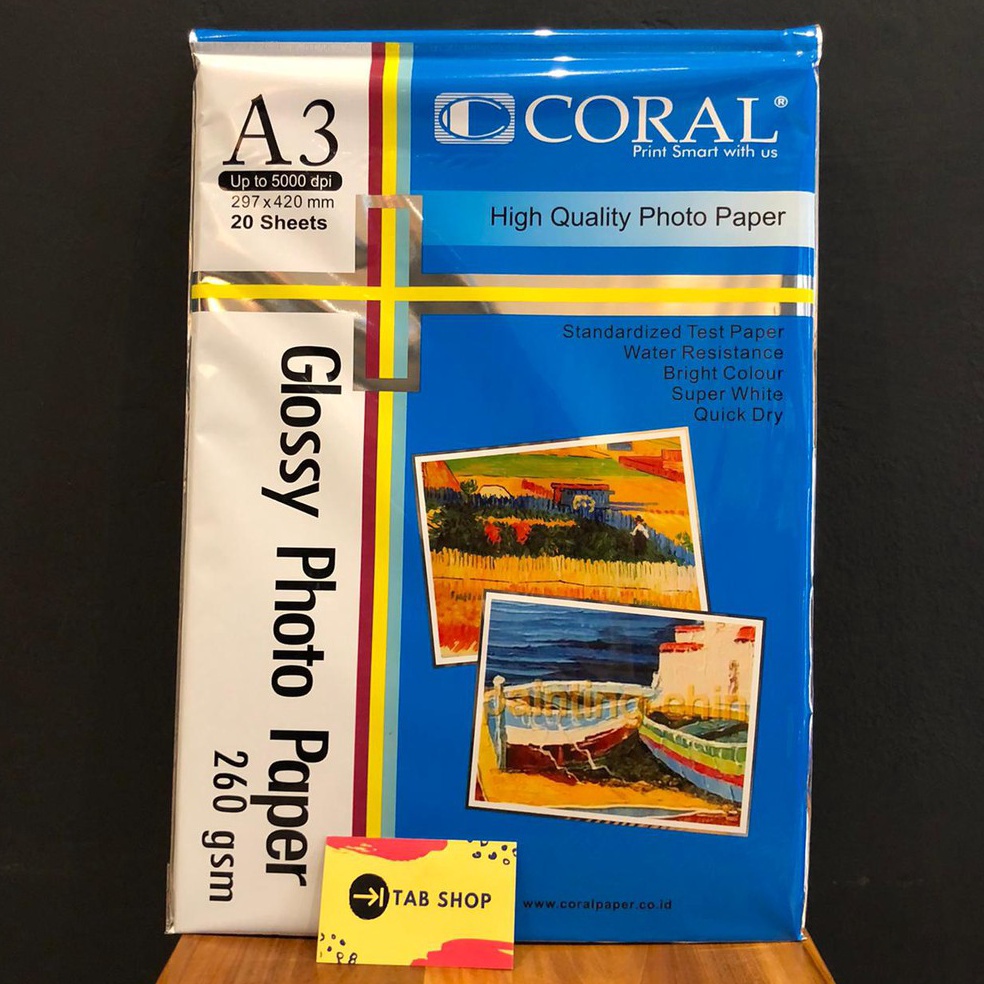 A3
Up to 5000 dpi
297 x 420 mm
20 Sheets
CORAL®
Print Smart with us
High Quality Photo Paper
Standardized Test Paper
Water Resistance
Bright Colour
Super White
Quick Dry
Glossy Photo Paper
260 gsm
TAB SHOP
www.coralpaper.co.id